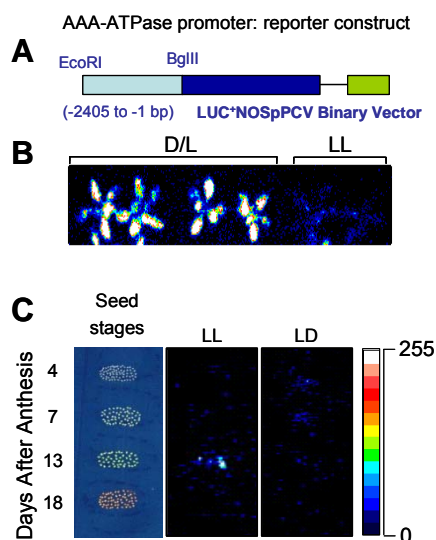 AAA-ATPase promoter: reporter construct
A
EcoRI BglII
(-2405 to -1 bp) LUC⁺NOSpPCV Binary Vector
B
D/L LL
C
Seed stages
LL LD
Days After Anthesis
4
7
13
18
255
0